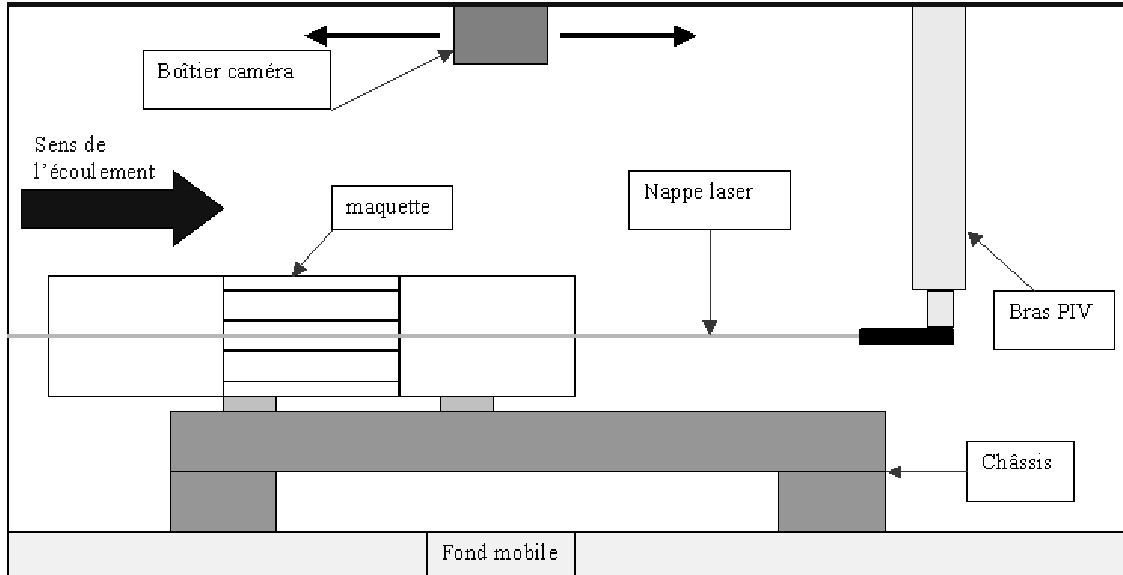 Boîtier caméra
Sens de
l'écoulement
maquette
Nappe laser
Bras PIV
Châssis
Fond mobile